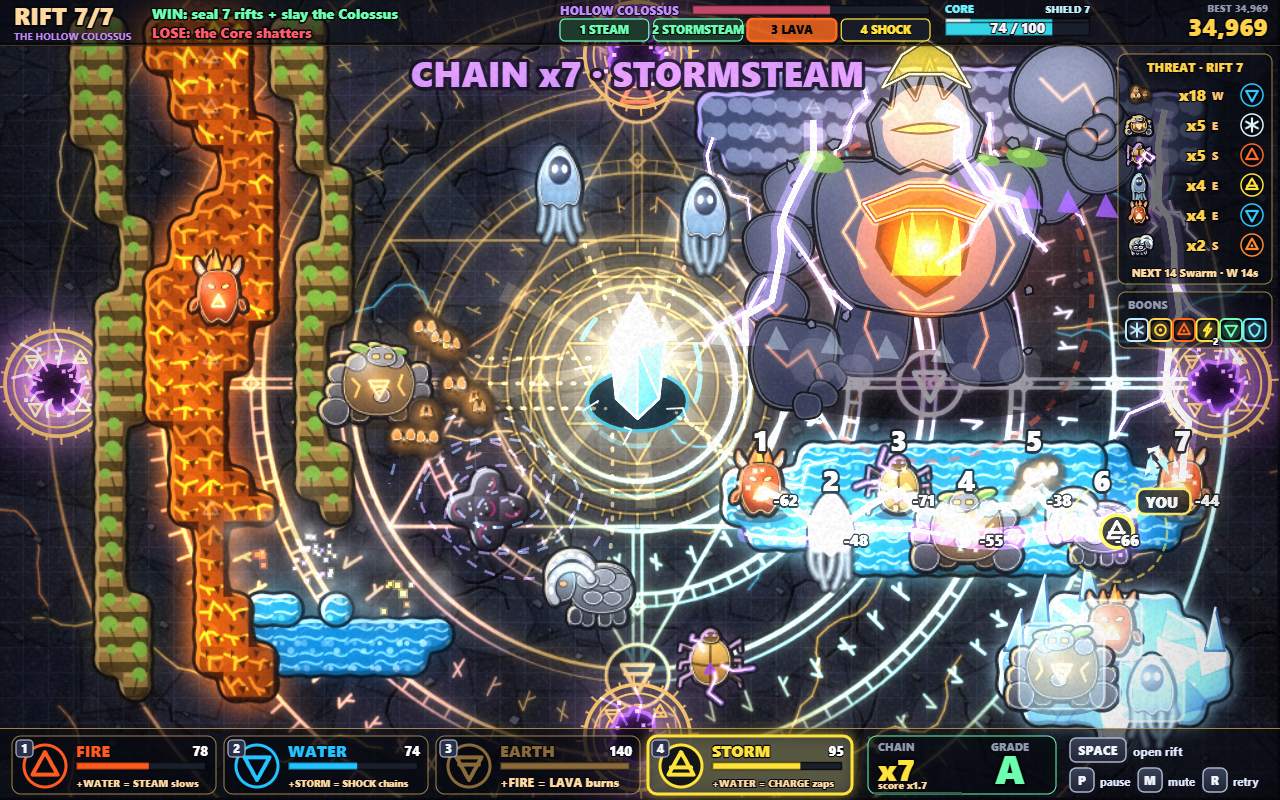 RIFT 7/7
THE HOLLOW COLOSSUS
WIN: seal 7 rifts + slay the Colossus
LOSE: the Core shatters
HOLLOW COLOSSUS
1 STEAM
2 STORMSTEAM
3 LAVA
4 SHOCK
CORE
SHIELD 7
74 / 100
BEST 34,969
34,969
CHAIN x7 · STORMSTEAM
THREAT - RIFT 7
x18 W
x5 E
x5 S
x4 E
x4 E
x2 S
NEXT 14 Swarm - W 14s
BOONS
2
1
2
3
4
5
6
7
YOU
-62
-48
-71
-55
-38
-66
-44
1
FIRE
78
+WATER = STEAM slows
2
WATER
74
+STORM = SHOCK chains
3
EARTH
140
+FIRE = LAVA burns
4
STORM
95
+WATER = CHARGE zaps
CHAIN
x7
score x1.7
GRADE
A
SPACE
open rift
P
pause
M
mute
R
retry